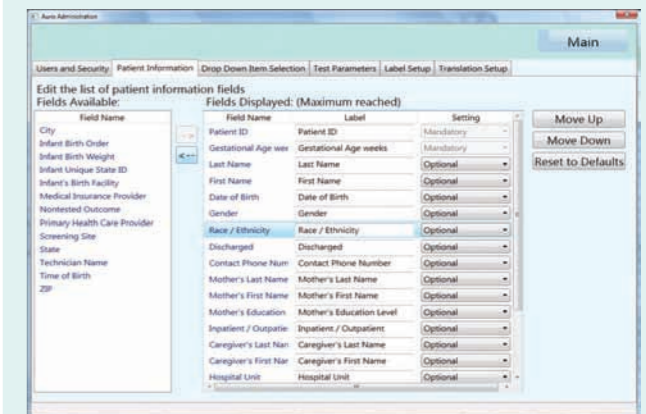 Auris Administration
Main
Users and Security Patient Information Drop Down Item Selection Test Parameters Label Setup Translation Setup
Edit the list of patient information fields
Fields Available: Fields Displayed: (Maximum reached)
Field Name Field Name Label Setting
City
Infant Birth Order
Infant Birth Weight
Infant Unique State ID
Infant's Birth Facility
Medical Insurance Provider
Nontested Outcome
Primary Health Care Provider
Screening Site
State
Technician Name
Time of Birth
ZIP
-->
<--
Patient ID Patient ID Mandatory
Gestational Age wee Gestational Age weeks Mandatory
Last Name Last Name Optional
First Name First Name Optional
Date of Birth Date of Birth Optional
Gender Gender Optional
Race / Ethnicity Race / Ethnicity Optional
Discharged Discharged Optional
Contact Phone Num Contact Phone Number Optional
Mother's Last Name Mother's Last Name Optional
Mother's First Name Mother's First Name Optional
Mother's Education Mother's Education Level Optional
Inpatient / Outpatie Inpatient / Outpatient Optional
Caregiver's Last Nan Caregiver's Last Name Optional
Caregiver's First Nar Caregiver's First Name Optional
Hospital Unit Hospital Unit Optional
Move Up
Move Down
Reset to Defaults